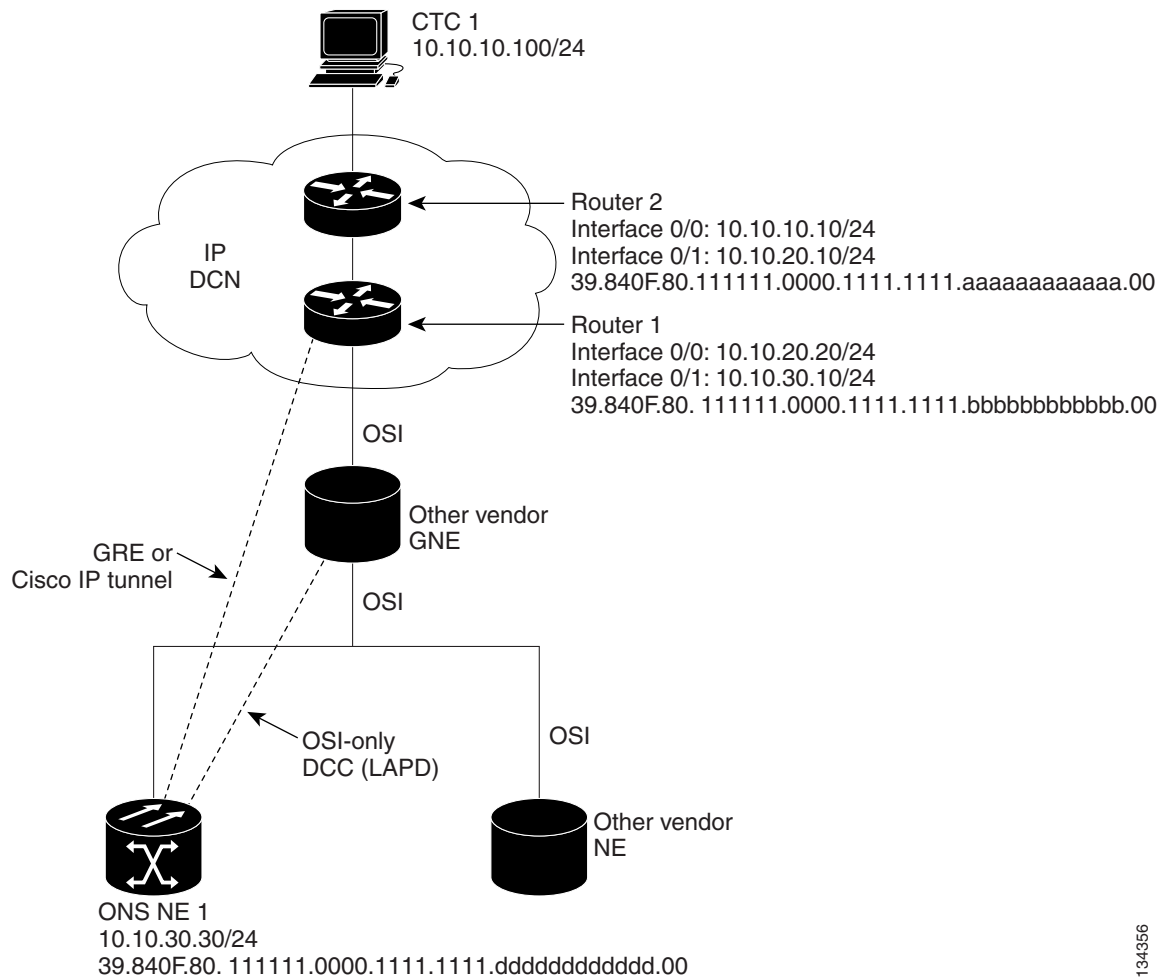 CTC 1
10.10.10.100/24
Router 2
Interface 0/0: 10.10.10.10/24
Interface 0/1: 10.10.20.10/24
39.840F.80.111111.0000.1111.1111.aaaaaaaaaaaa.00
IP
DCN
Router 1
Interface 0/0: 10.10.20.20/24
Interface 0/1: 10.10.30.10/24
39.840F.80. 111111.0000.1111.1111.bbbbbbbbbbbb.00
OSI
Other vendor
GNE
GRE or
Cisco IP tunnel
OSI
OSI-only
DCC (LAPD)
OSI
Other vendor
NE
ONS NE 1
10.10.30.30/24
39.840F.80. 111111.0000.1111.1111.dddddddddddd.00
134356